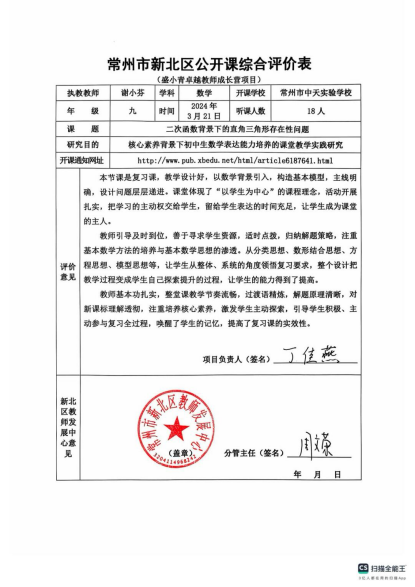 常州市新北区公开课综合评价表
（盛小青卓越教师成长营项目）
执教教师 谢小芬 学科 数学 开课学校 常州市中天实验学校
年 级 九 时间 2024年3月21日 听课人数 18人
课 题 二次函数背景下的直角三角形存在性问题
研究目的 核心素养背景下初中生数学表达能力培养的课堂教学实践研究
开课通知网址 http://www.pub.xbedu.net/html/article6187641.html
评价意见
本节课是复习课，教学设计好，以数学背景引入，构造基本模型，主线明
确，设计问题层层递进。课堂体现了“以学生为中心”的课程理念，活动开展
扎实，把学习的主动权交给学生，留给学生表达的时间充足，让学生成为课堂
的主人。
教师引导及时到位，善于寻求学生资源，适时点拨，归纳解题策略，注重
基本数学方法的培养与基本数学思想的渗透。从分类思想、数形结合思想、方
程思想、模型思想等，让学生从整体、系统的角度领悟复习要求，整个设计把
教学过程变成学生自己探索提升的过程，让学生的能力得到了提高。
教师基本功扎实，整堂课教学节奏流畅，过渡语精炼，解题原理清晰，对
新课标理解透彻，注重培养核心素养，激发学生主动探索，引导学生积极、主
动参与复习全过程，唤醒了学生的记忆，提高了复习课的实效性。
项目负责人（签名） 丁佳燕
新北区教师发展中心意见
常州市新北区教师发展中心
（盖章） 分管主任（签名）
年 月 日
CS 扫描全能王
3亿人都在用的扫描App